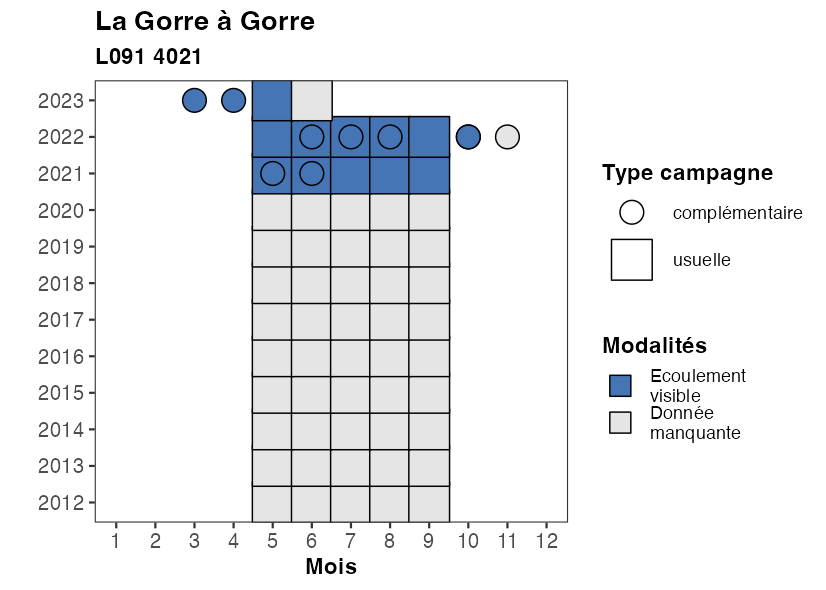 La Gorre à Gorre
L091 4021
2023
2022
2021
2020
2019
2018
2017
2016
2015
2014
2013
2012
1 2 3 4 5 6 7 8 9 10 11 12
Mois
Type campagne
complémentaire
usuelle
Modalités
Ecoulement
visible
Donnée
manquante